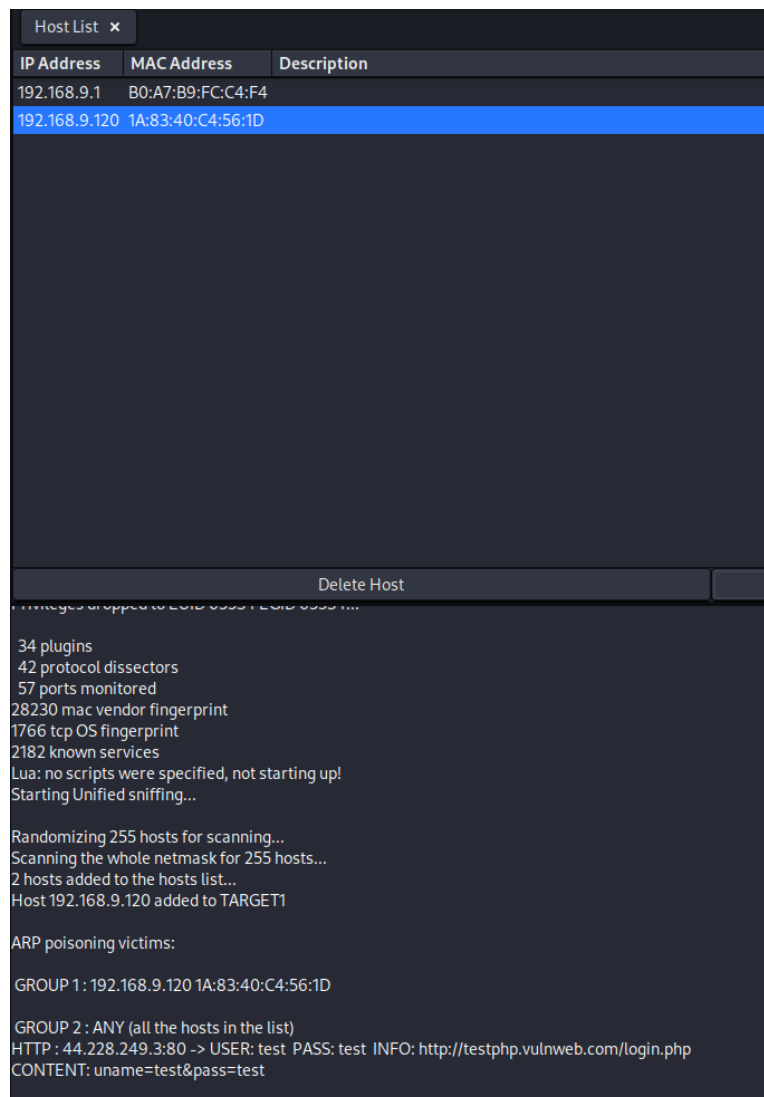 Host List ×
IP Address MAC Address Description
192.168.9.1 B0:A7:B9:FC:C4:F4
192.168.9.120 1A:83:40:C4:56:1D
Delete Host
34 plugins
42 protocol dissectors
57 ports monitored
28230 mac vendor fingerprint
1766 tcp OS fingerprint
2182 known services
Lua: no scripts were specified, not starting up!
Starting Unified sniffing...
Randomizing 255 hosts for scanning...
Scanning the whole netmask for 255 hosts...
2 hosts added to the hosts list...
Host 192.168.9.120 added to TARGET1
ARP poisoning victims:
GROUP 1 : 192.168.9.120 1A:83:40:C4:56:1D
GROUP 2 : ANY (all the hosts in the list)
HTTP : 44.228.249.3:80 -> USER: test PASS: test INFO: http://testphp.vulnweb.com/login.php
CONTENT: uname=test&pass=test